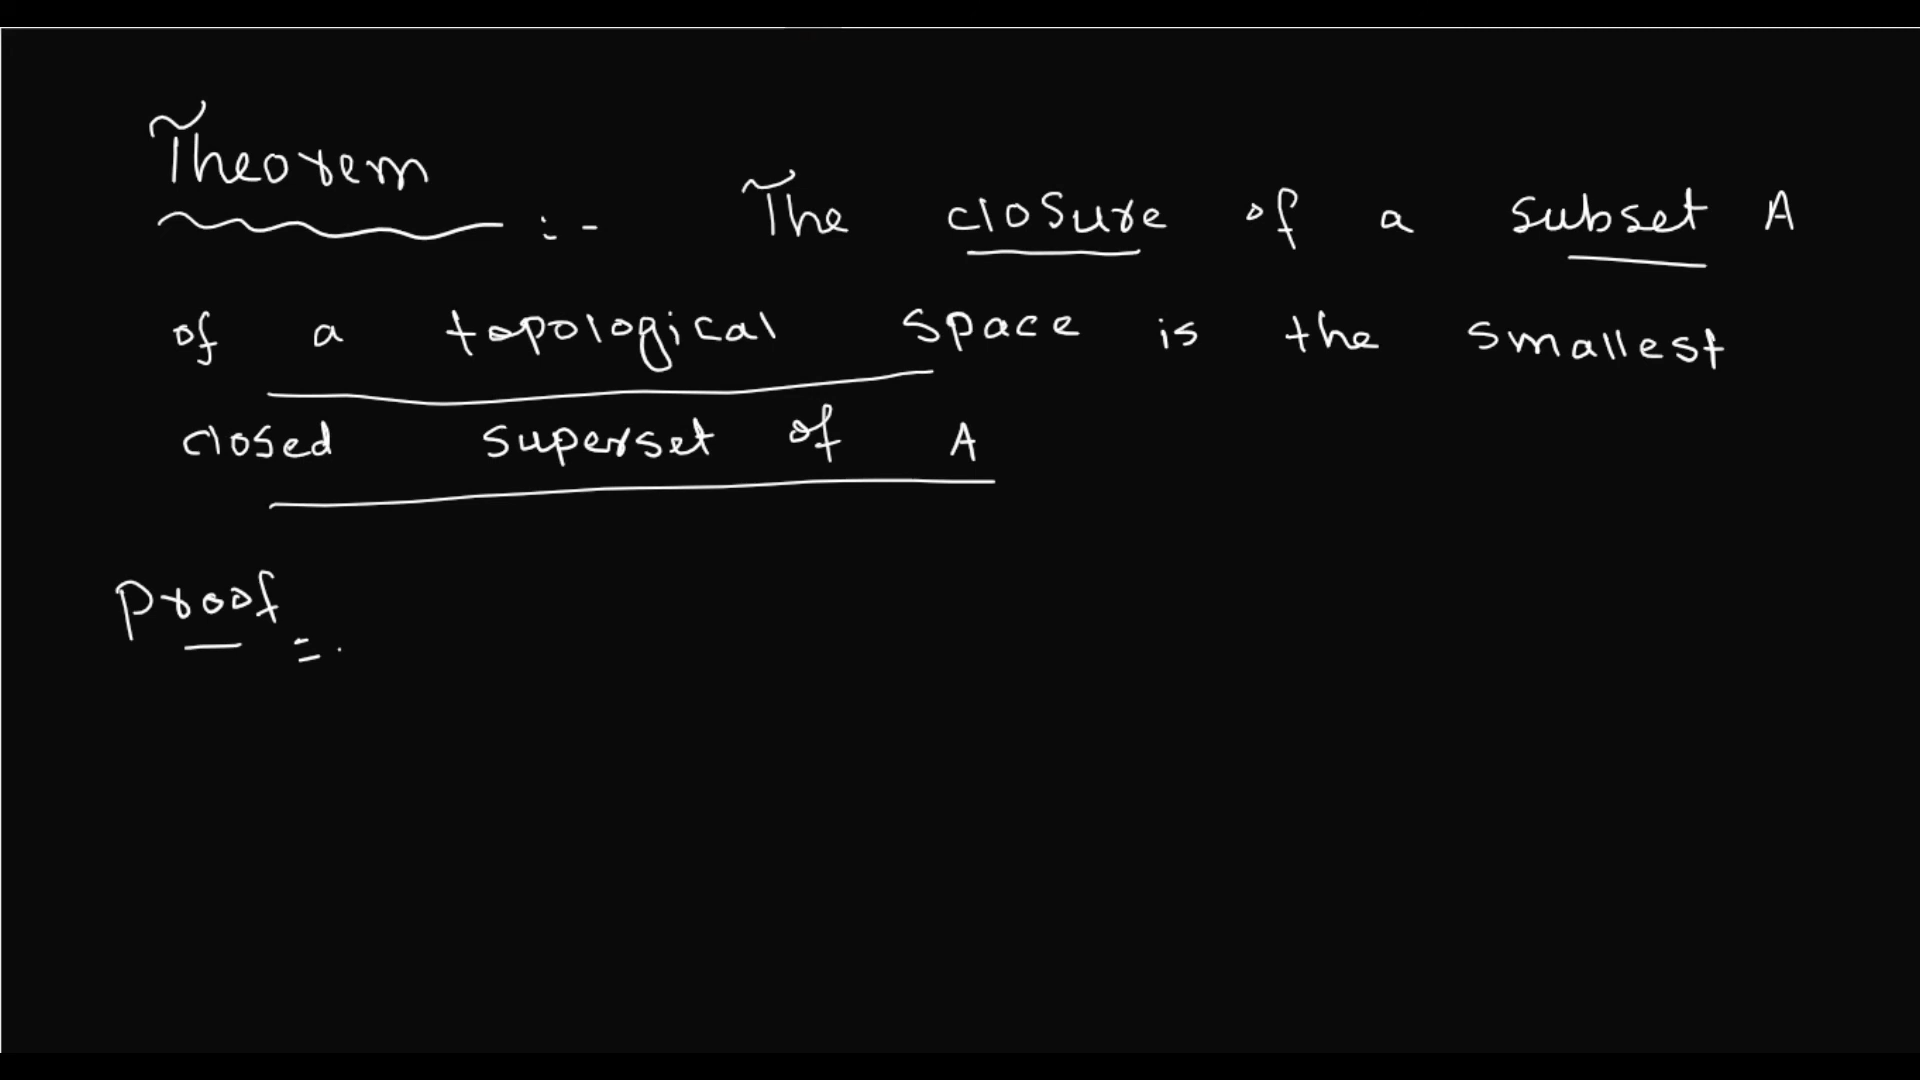 Theorem :- The closure of a subset A
of a topological space is the smallest
closed superset of A
Proof =.